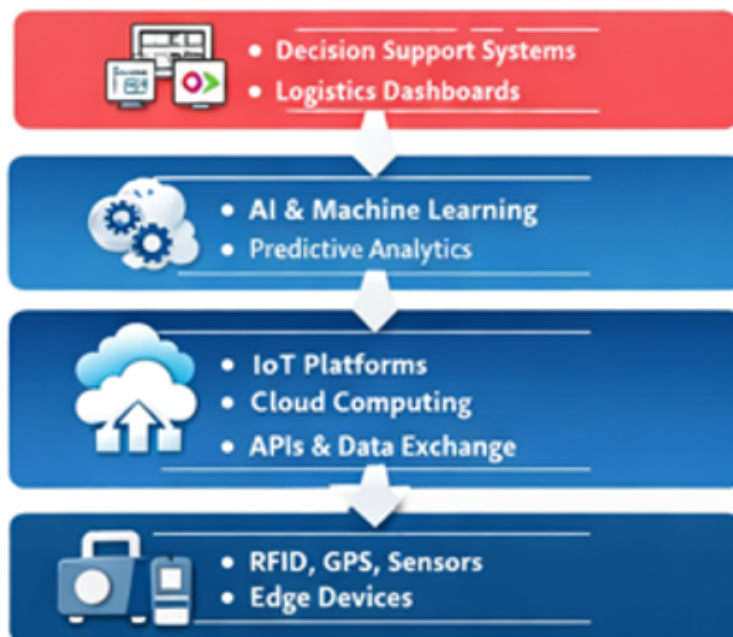 • Decision Support Systems
• Logistics Dashboards
• AI & Machine Learning
• Predictive Analytics
• IoT Platforms
• Cloud Computing
• APIs & Data Exchange
• RFID, GPS, Sensors
• Edge Devices